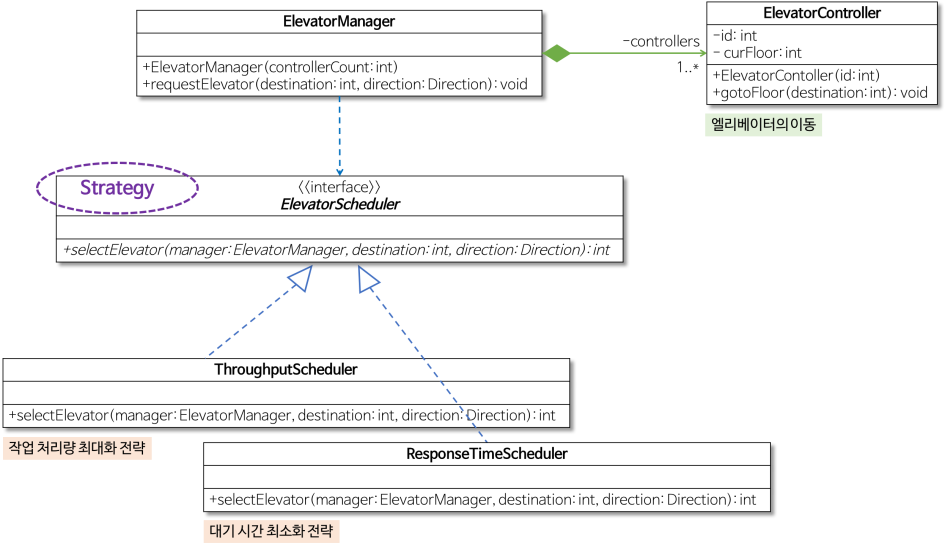 ElevatorManager
+ElevatorManager(controllerCount: int)
+requestElevator(destination: int, direction: Direction): void
-controllers
1..*
ElevatorController
-id: int
- curFloor: int
+ElevatorContoller(id: int)
+gotoFloor(destination: int): void
엘리베이터의 이동
Strategy
<<interface>>
ElevatorScheduler
+selectElevator(manager: ElevatorManager, destination: int, direction: Direction): int
ThroughputScheduler
+selectElevator(manager: ElevatorManager, destination: int, direction: Direction): int
작업 처리량 최대화 전략
ResponseTimeScheduler
+selectElevator(manager: ElevatorManager, destination: int, direction: Direction): int
대기 시간 최소화 전략